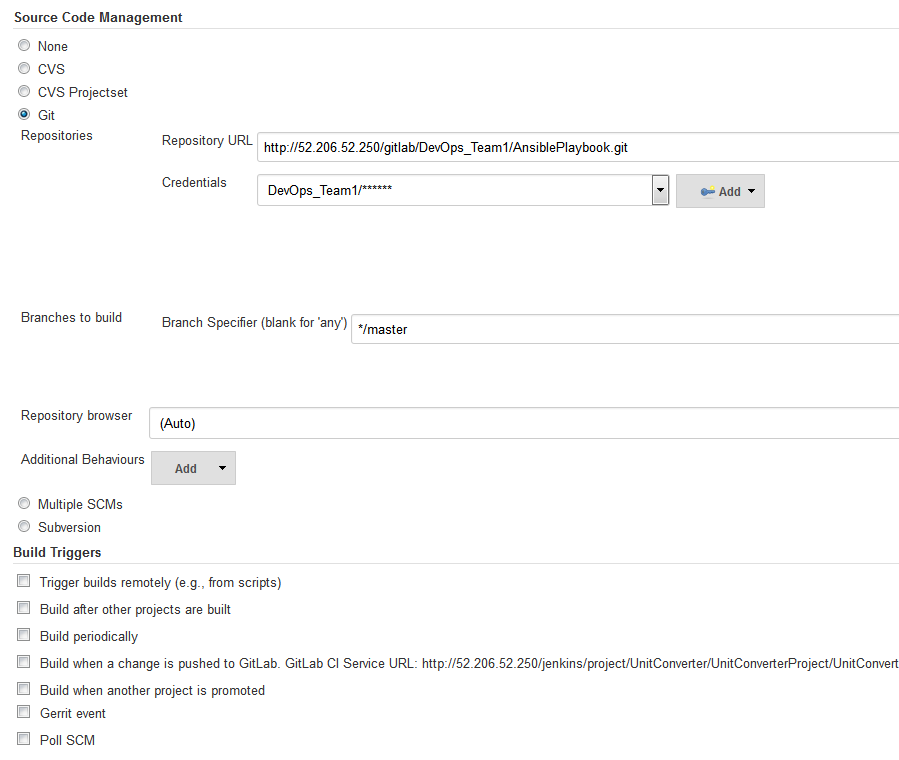 Source Code Management
None
CVS
CVS Projectset
Git
Repositories
Repository URL http://52.206.52.250/gitlab/DevOps_Team1/AnsiblePlaybook.git
Credentials DevOps_Team1/****** Add
Branches to build Branch Specifier (blank for 'any') */master
Repository browser (Auto)
Additional Behaviours Add
Multiple SCMs
Subversion
Build Triggers
Trigger builds remotely (e.g., from scripts)
Build after other projects are built
Build periodically
Build when a change is pushed to GitLab. GitLab CI Service URL: http://52.206.52.250/jenkins/project/UnitConverter/UnitConverterProject/UnitConvert
Build when another project is promoted
Gerrit event
Poll SCM